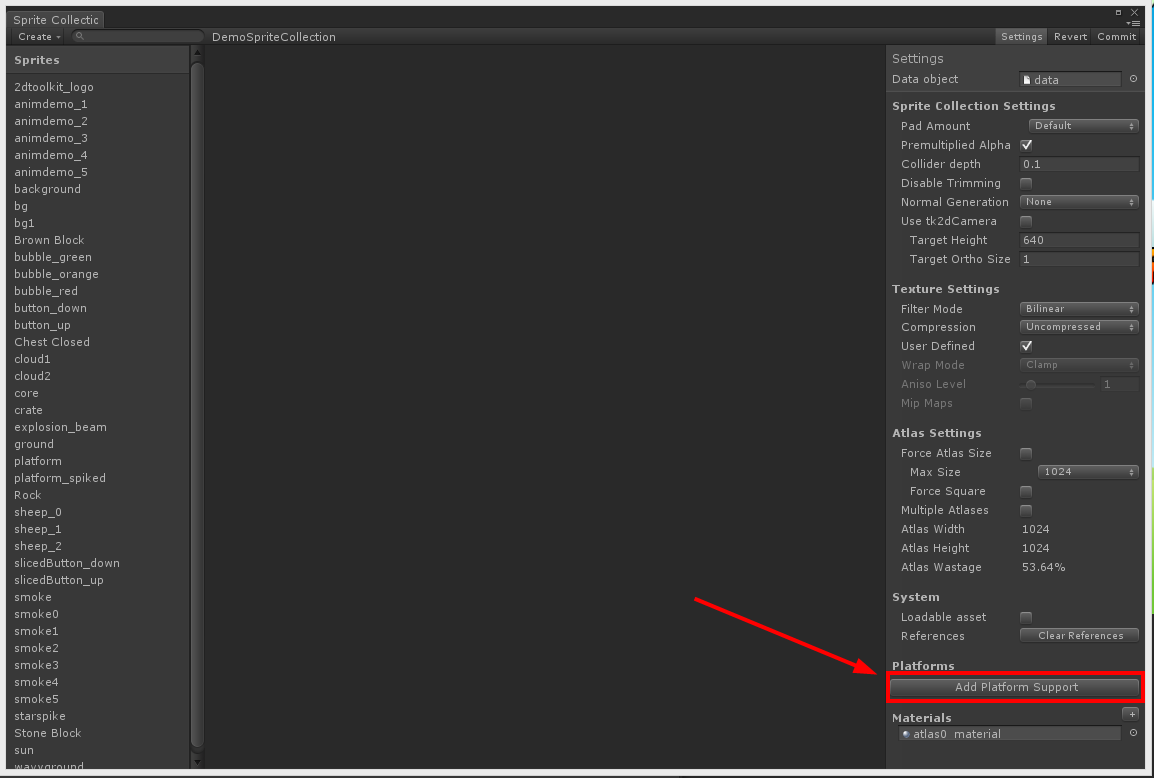 Sprite Collectic
Create DemoSpriteCollection Settings Revert Commit
Sprites
2dtoolkit_logo
animdemo_1
animdemo_2
animdemo_3
animdemo_4
animdemo_5
background
bg
bg1
Brown Block
bubble_green
bubble_orange
bubble_red
button_down
button_up
Chest Closed
cloud1
cloud2
core
crate
explosion_beam
ground
platform
platform_spiked
Rock
sheep_0
sheep_1
sheep_2
slicedButton_down
slicedButton_up
smoke
smoke0
smoke1
smoke2
smoke3
smoke4
smoke5
starspike
Stone Block
sun
wavyground
Settings
Data object data
Sprite Collection Settings
Pad Amount Default
Premultiplied Alpha
Collider depth 0.1
Disable Trimming
Normal Generation None
Use tk2dCamera
Target Height 640
Target Ortho Size 1
Texture Settings
Filter Mode Bilinear
Compression Uncompressed
User Defined
Wrap Mode Clamp
Aniso Level 1
Mip Maps
Atlas Settings
Force Atlas Size
Max Size 1024
Force Square
Multiple Atlases
Atlas Width 1024
Atlas Height 1024
Atlas Wastage 53.64%
System
Loadable asset
References Clear References
Platforms
Add Platform Support
Materials +
atlas0 material